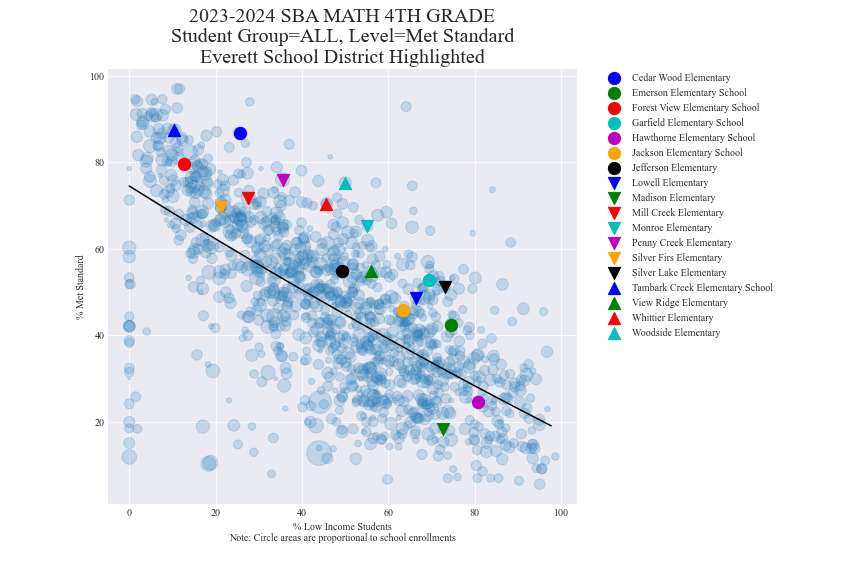 2023-2024 SBA MATH 4TH GRADE
Student Group=ALL, Level=Met Standard
Everett School District Highlighted
100
80
60
40
20
% Met Standard
0 20 40 60 80 100
% Low Income Students
Note: Circle areas are proportional to school enrollments
Cedar Wood Elementary
Emerson Elementary School
Forest View Elementary School
Garfield Elementary School
Hawthorne Elementary School
Jackson Elementary School
Jefferson Elementary
Lowell Elementary
Madison Elementary
Mill Creek Elementary
Monroe Elementary
Penny Creek Elementary
Silver Firs Elementary
Silver Lake Elementary
Tambark Creek Elementary School
View Ridge Elementary
Whittier Elementary
Woodside Elementary